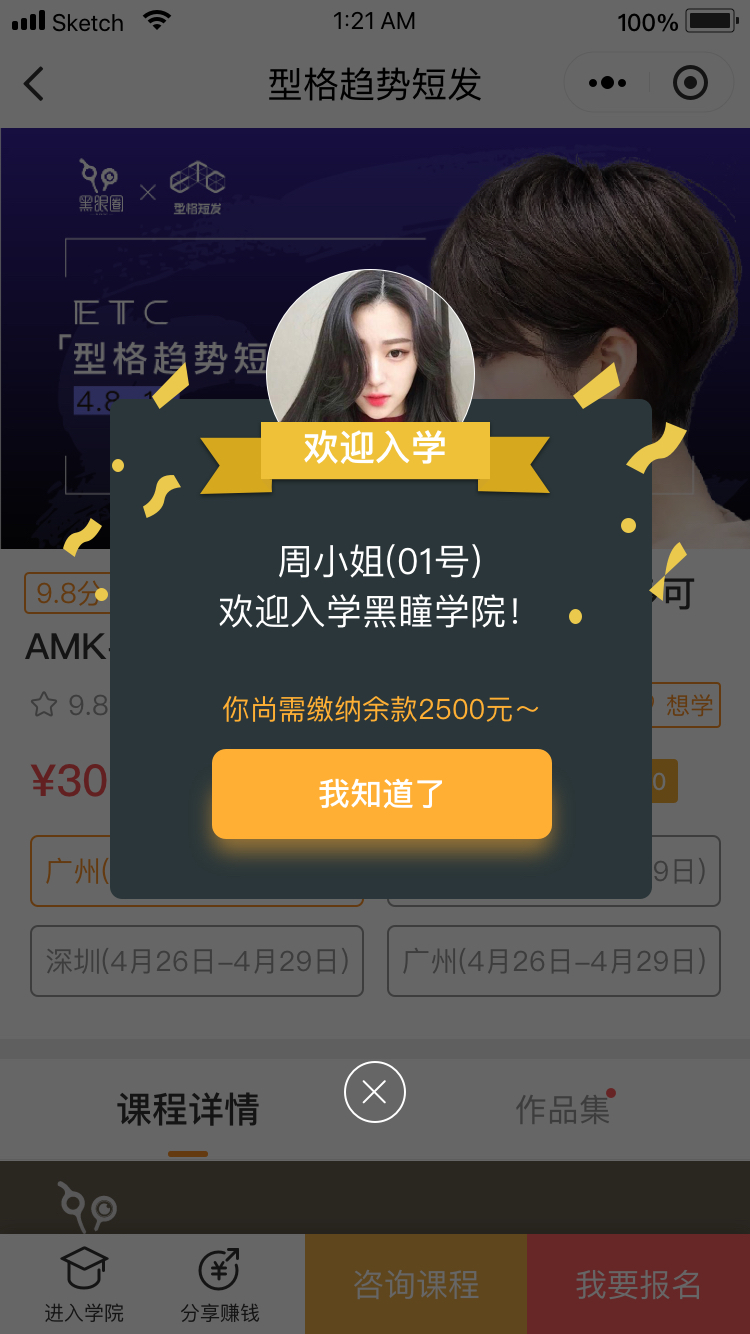 Sketch 1:21 AM 100%
型格趋势短发
黑眼圈 × 型格短发
ETC
型格趋势短
4.8
欢迎入学
周小姐(01号)
欢迎入学黑瞳学院！
9.8分
可
AMK
9.8
想学
你尚需缴纳余款2500元～
¥30
0
我知道了
广州(
9日)
深圳(4月26日-4月29日)
广州(4月26日-4月29日)
课程详情
作品集
进入学院
分享赚钱
咨询课程
我要报名